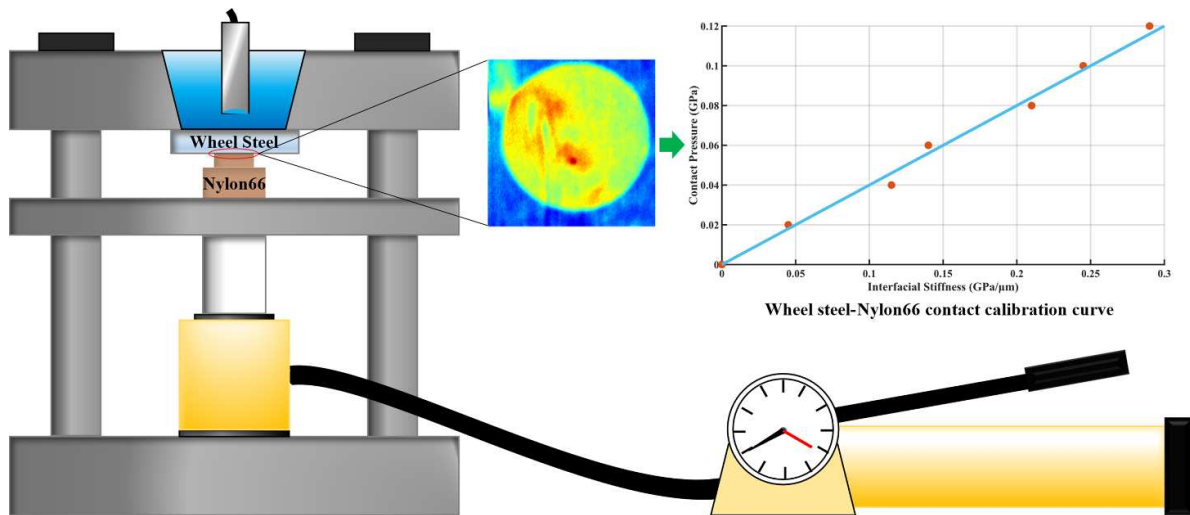 Wheel Steel
Nylon66
Contact Pressure (GPa)
0.12
0.1
0.08
0.06
0.04
0.02
0
0
0.05
0.1
0.15
0.2
0.25
0.3
Interfacial Stiffness (GPa/μm)
Wheel steel-Nylon66 contact calibration curve